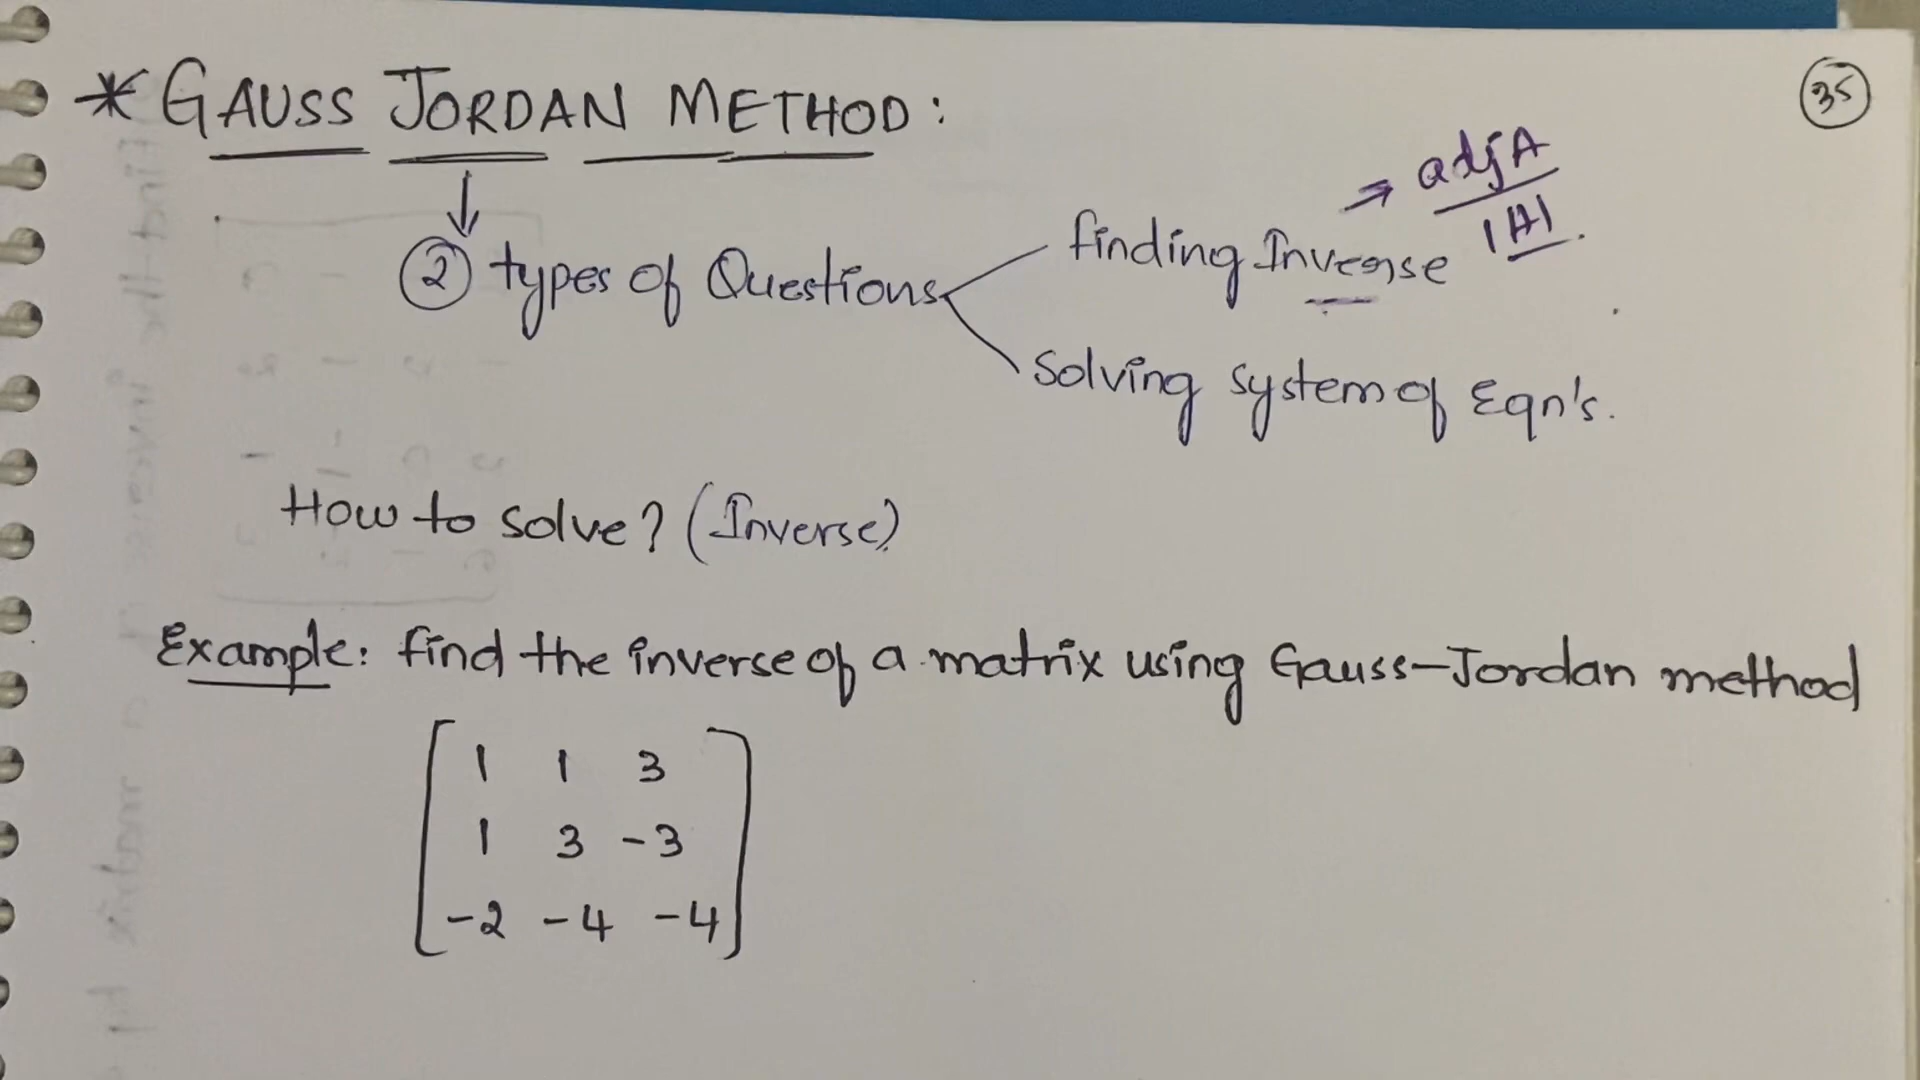 * GAUSS JORDAN METHOD:
35
→ adjA
|A|.
② types of Questions
finding Inverse
Solving system of Eqn's.
How to solve? (Inverse)
Example: find the inverse of a matrix using Gauss-Jordan method
1 1 3
1 3 -3
-2 -4 -4